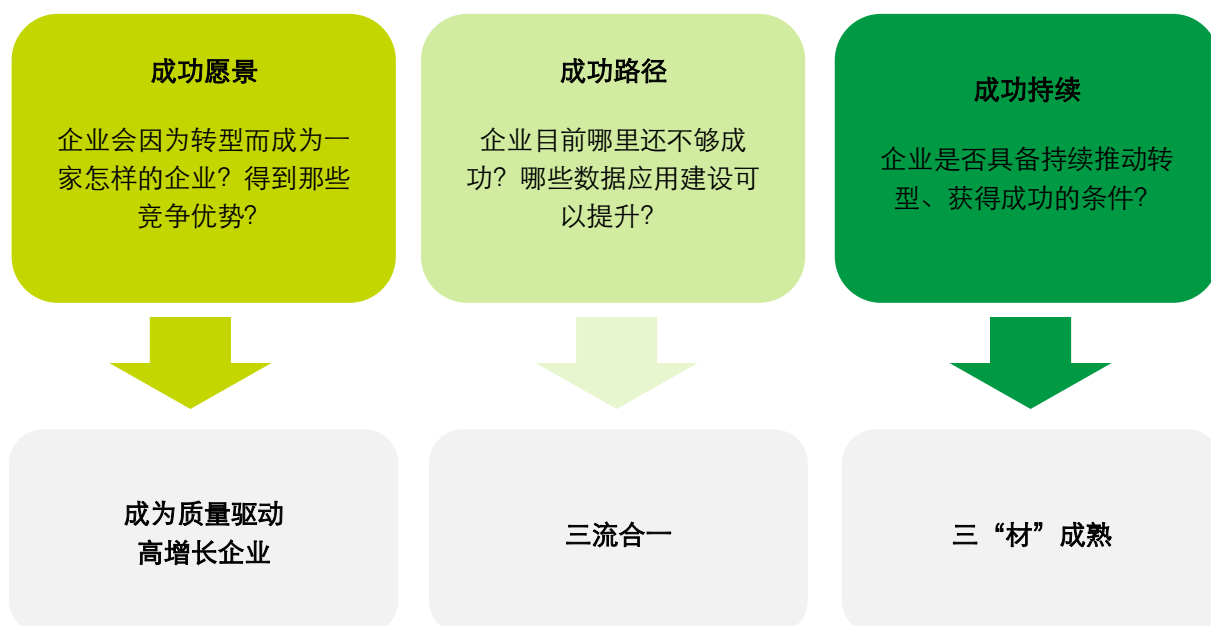 成功愿景
企业会因为转型而成为一
家怎样的企业？得到那些
竞争优势？
成功路径
企业目前哪里还不够成
功？哪些数据应用建设可
以提升？
成功持续
企业是否具备持续推动转
型、获得成功的条件？
成为质量驱动
高增长企业
三流合一
三“材”成熟